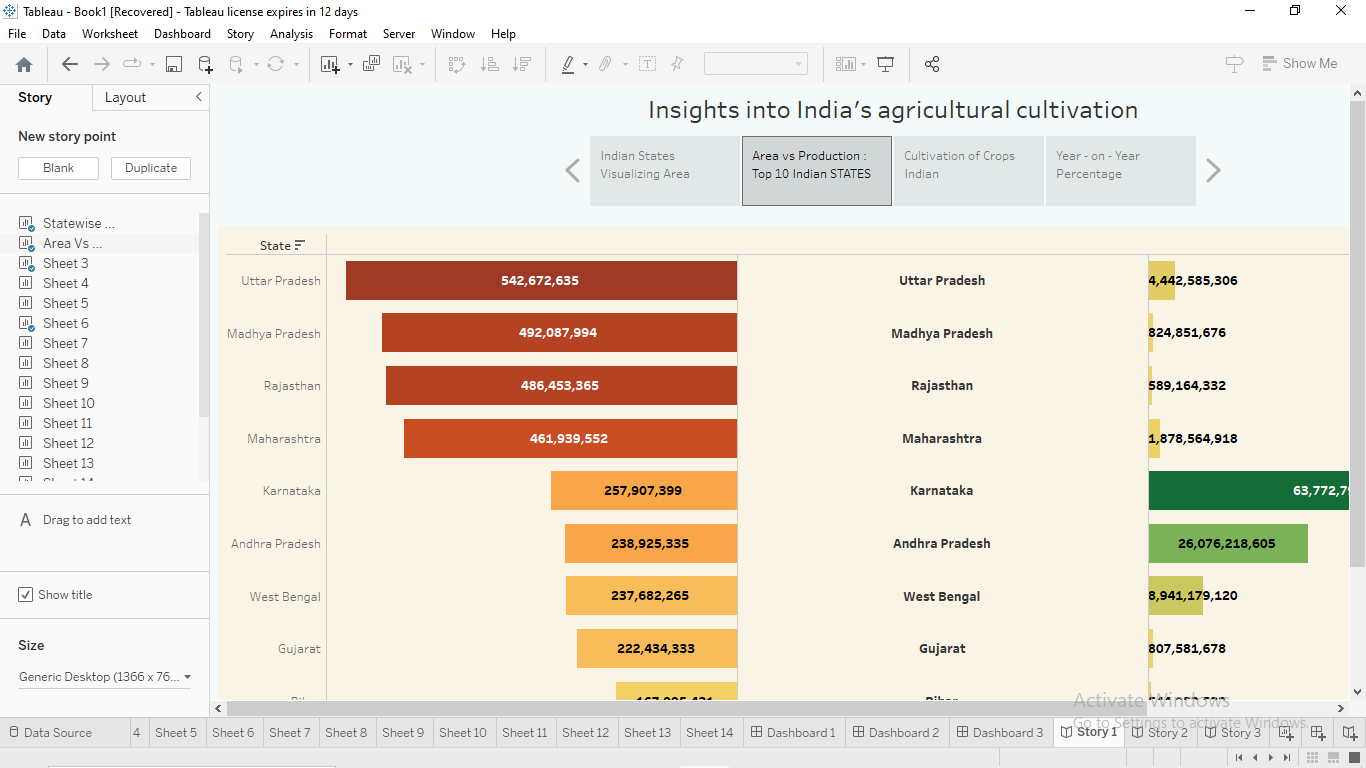 Tableau - Book1 [Recovered] - Tableau license expires in 12 days
File Data Worksheet Dashboard Story Analysis Format Server Window Help
Show Me
Story Layout
New story point
Blank Duplicate
Statewise ...
Area Vs ...
Sheet 3
Sheet 4
Sheet 5
Sheet 6
Sheet 7
Sheet 8
Sheet 9
Sheet 10
Sheet 11
Sheet 12
Sheet 13
Drag to add text
Show title
Size
Generic Desktop (1366 x 76...
Insights into India's agricultural cultivation
Indian States
Visualizing Area
Area vs Production :
Top 10 Indian STATES
Cultivation of Crops
Indian
Year - on - Year
Percentage
State
Uttar Pradesh 542,672,635 Uttar Pradesh 4,442,585,306
Madhya Pradesh 492,087,994 Madhya Pradesh 824,851,676
Rajasthan 486,453,365 Rajasthan 589,164,332
Maharashtra 461,939,552 Maharashtra 1,878,564,918
Karnataka 257,907,399 Karnataka 63,772,79
Andhra Pradesh 238,925,335 Andhra Pradesh 26,076,218,605
West Bengal 237,682,265 West Bengal 8,941,179,120
Gujarat 222,434,333 Gujarat 807,581,678
Activate Windows
Go to Settings to activate Windows.
Data Source 4 Sheet 5 Sheet 6 Sheet 7 Sheet 8 Sheet 9 Sheet 10 Sheet 11 Sheet 12 Sheet 13 Sheet 14 Dashboard 1 Dashboard 2 Dashboard 3 Story 1 Story 2 Story 3